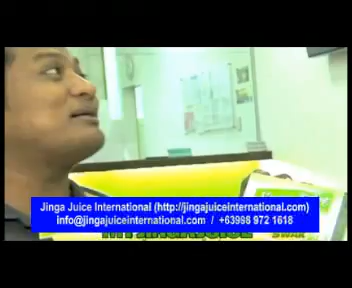 Jinga Juice International (http://jingajuiceinternational.com)
info@jingajuiceinternational.com / +63998 972 1618